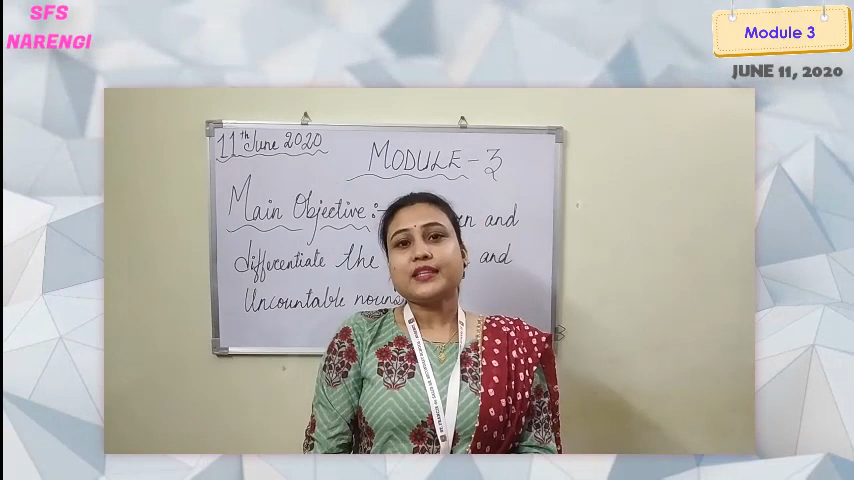 SFS
NARENGI
Module 3
JUNE 11, 2020
11th June 2020
MODULE - 3
Main Objective :- and
differentiate the and
Uncountable nouns